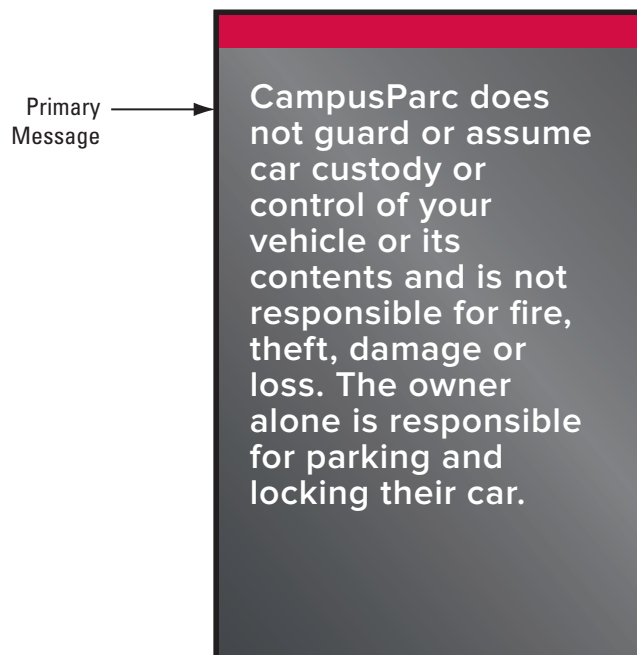 Primary
Message
CampusParc does
not guard or assume
car custody or
control of your
vehicle or its
contents and is not
responsible for fire,
theft, damage or
loss. The owner
alone is responsible
for parking and
locking their car.